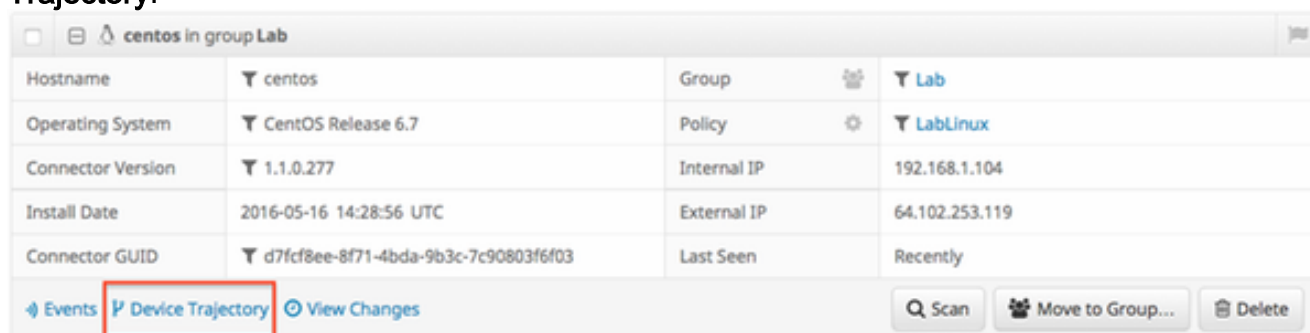 Trajectory.
centos in group Lab
Hostname centos Group Lab
Operating System CentOS Release 6.7 Policy LabLinux
Connector Version 1.1.0.277 Internal IP 192.168.1.104
Install Date 2016-05-16 14:28:56 UTC External IP 64.102.253.119
Connector GUID d7fcf8ee-8f71-4bda-9b3c-7c90803f6f03 Last Seen Recently
Events Device Trajectory View Changes Scan Move to Group... Delete